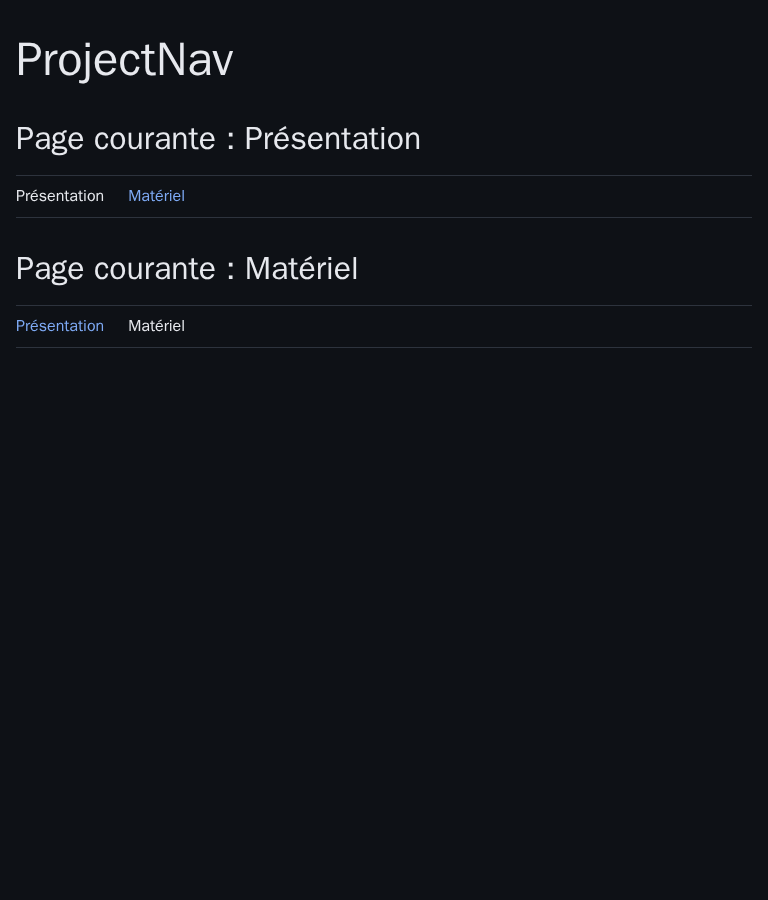 ProjectNav
Page courante : Présentation
Présentation Matériel
Page courante : Matériel
Présentation Matériel